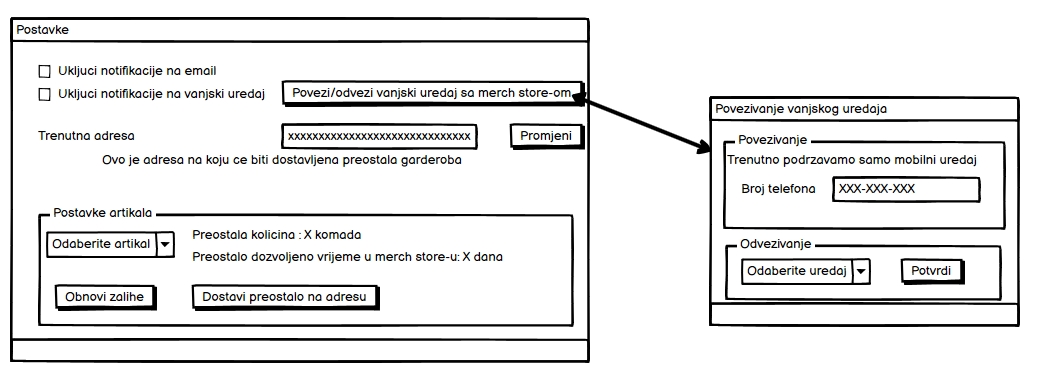 Postavke
Ukljuci notifikacije na email
Ukljuci notifikacije na vanjski uredaj
Povezi/odvezi vanjski uredaj sa merch store-om
Trenutna adresa
xxxxxxxxxxxxxxxxxxxxxxxxxxxxxx
Promjeni
Ovo je adresa na koju ce biti dostavljena preostala garderoba
Postavke artikala
Odaberite artikal
Preostala kolicina : X komada
Preostalo dozvoljeno vrijeme u merch store-u: X dana
Obnovi zalihe
Dostavi preostalo na adresu
Povezivanje vanjskog uredaja
Povezivanje
Trenutno podrzavamo samo mobilni uredaj
Broj telefona
XXX-XXX-XXX
Odvezivanje
Odaberite uredaj
Potvrdi